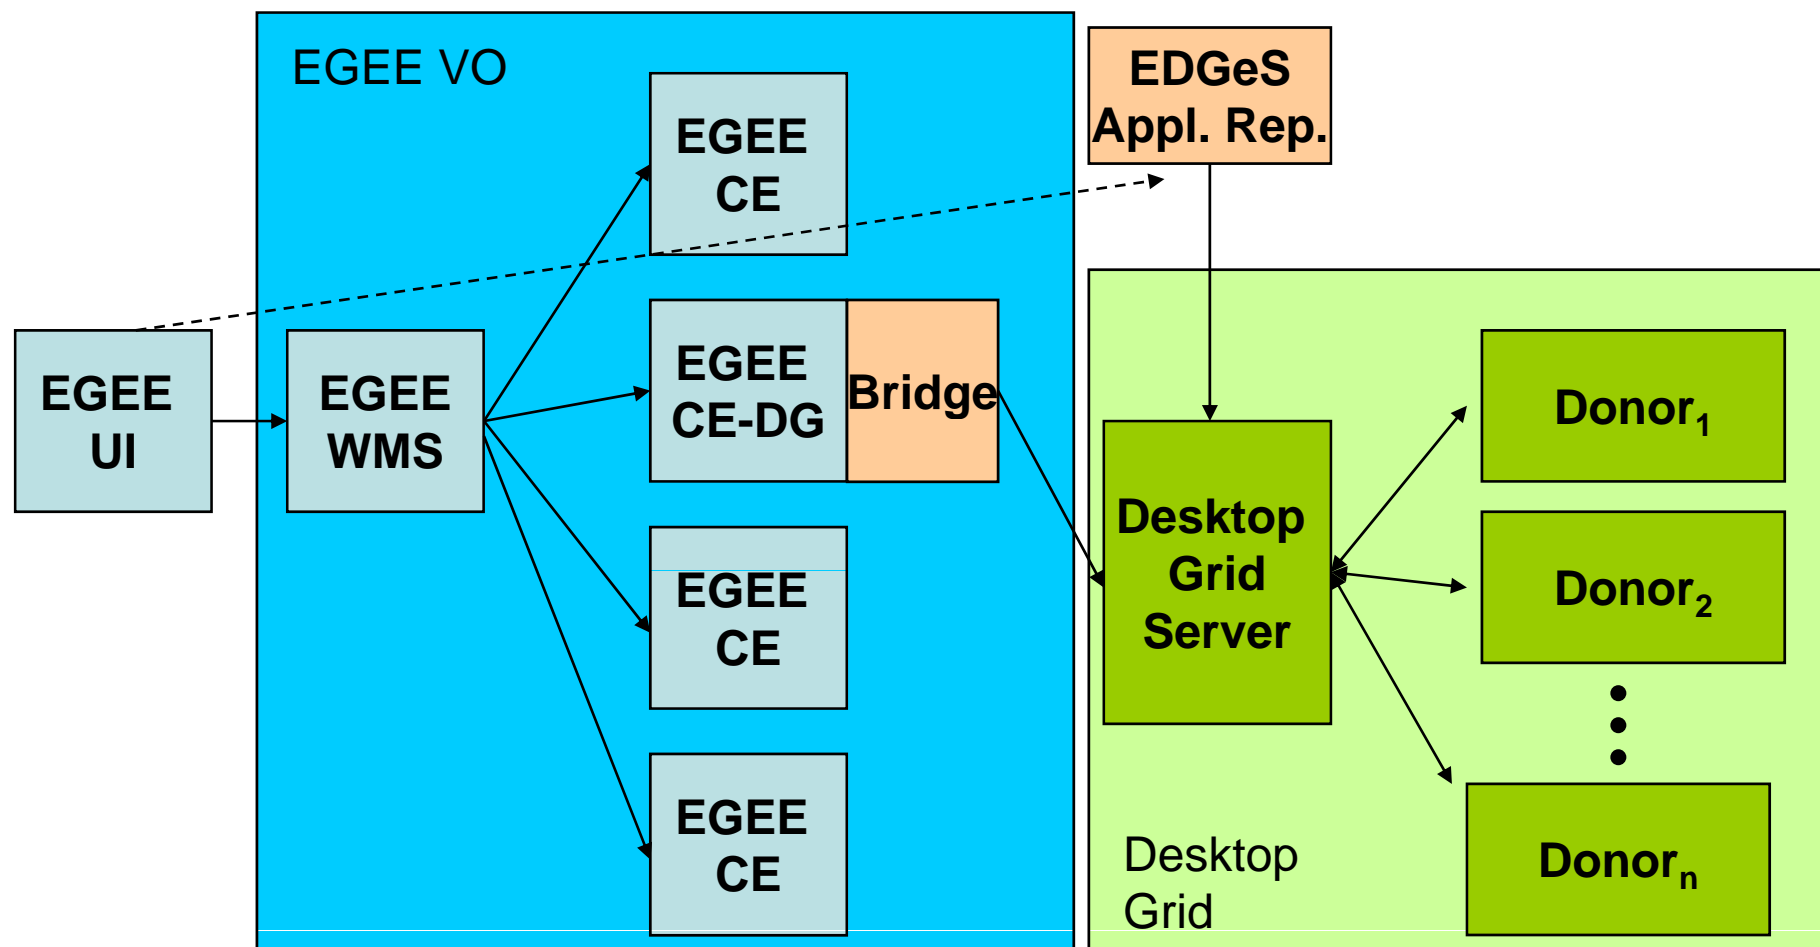 EGEE VO
EGEE
CE
EDGeS
Appl. Rep.
EGEE
UI
EGEE
WMS
EGEE
CE-DG
Bridge
EGEE
CE
EGEE
CE
Desktop
Grid
Server
Donor₁
Donor₂
Donorₙ
Desktop
Grid